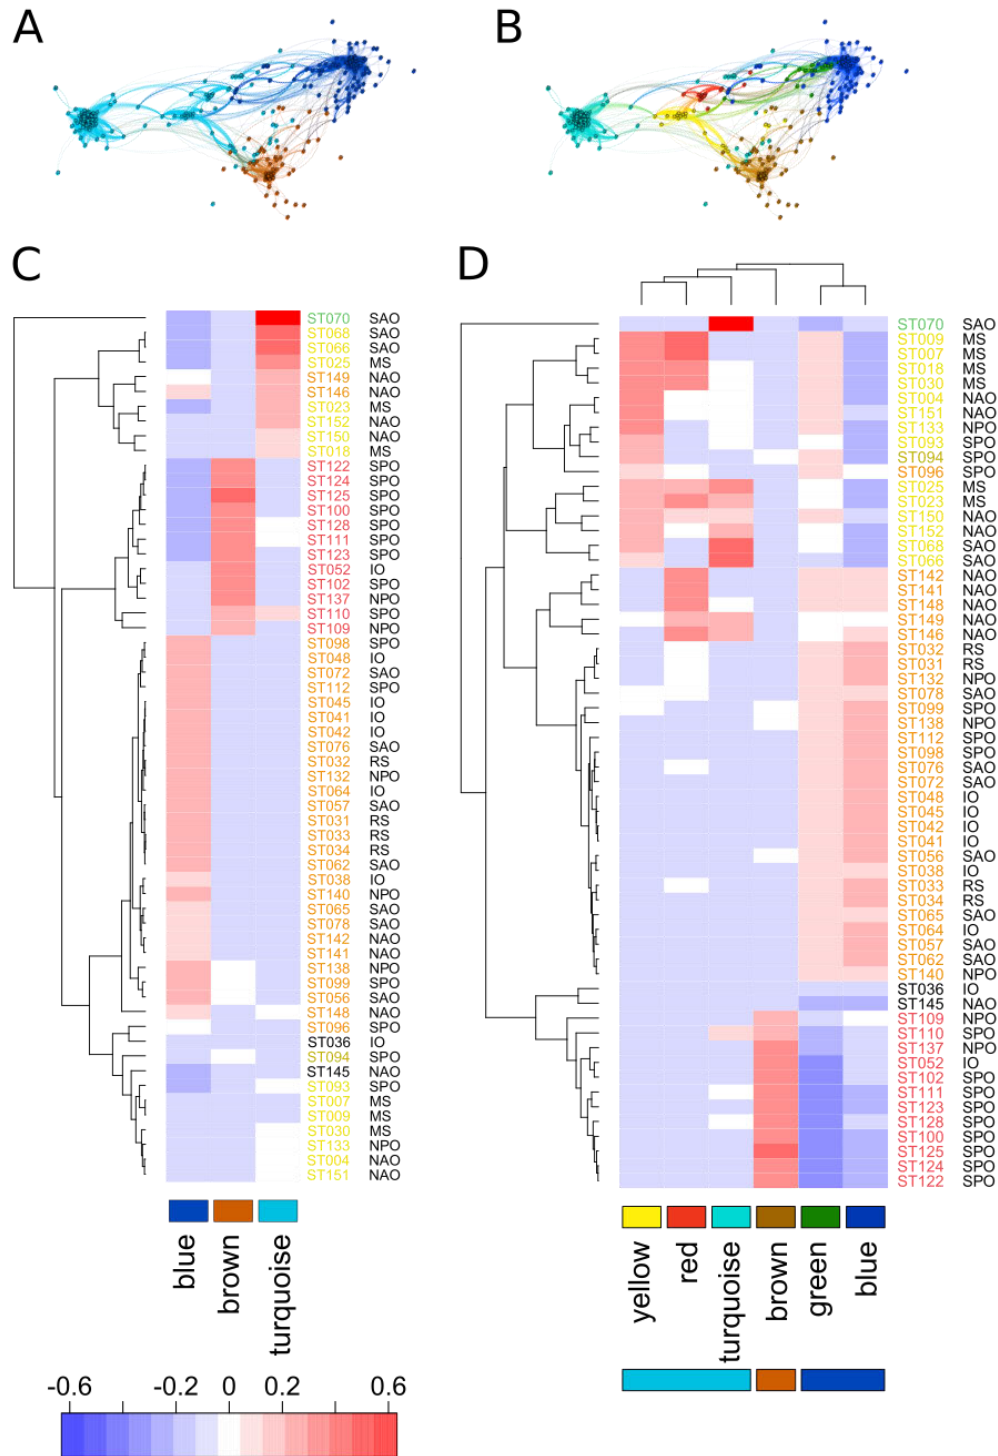 A
B
C
D
ST070 SAO
ST068 SAO
ST066 SAO
ST025 MS
ST149 NAO
ST146 NAO
ST023 MS
ST152 NAO
ST150 NAO
ST018 MS
ST122 SPO
ST124 SPO
ST125 SPO
ST100 SPO
ST128 SPO
ST111 SPO
ST123 SPO
ST052 IO
ST102 SPO
ST137 NPO
ST110 SPO
ST109 NPO
ST098 SPO
ST048 IO
ST072 SAO
ST112 SPO
ST045 IO
ST041 IO
ST042 IO
ST076 SAO
ST032 RS
ST132 NPO
ST064 IO
ST057 SAO
ST031 RS
ST033 RS
ST034 RS
ST062 SAO
ST038 IO
ST140 NPO
ST065 SAO
ST078 SAO
ST142 NAO
ST141 NAO
ST138 NPO
ST099 SPO
ST056 SAO
ST148 NAO
ST096 SPO
ST036 IO
ST094 SPO
ST145 NAO
ST093 SPO
ST007 MS
ST009 MS
ST030 MS
ST133 NPO
ST004 NAO
ST151 NAO
blue
brown
turquoise
-0.6 -0.2 0 0.2 0.6
ST070 SAO
ST009 MS
ST007 MS
ST018 MS
ST030 MS
ST004 NAO
ST151 NAO
ST133 NPO
ST093 SPO
ST094 SPO
ST096 SPO
ST025 MS
ST023 MS
ST150 NAO
ST152 NAO
ST068 SAO
ST066 SAO
ST142 NAO
ST141 NAO
ST148 NAO
ST149 NAO
ST146 NAO
ST032 RS
ST031 RS
ST132 NPO
ST078 SAO
ST099 SPO
ST138 NPO
ST112 SPO
ST098 SPO
ST076 SAO
ST072 SAO
ST048 IO
ST045 IO
ST042 IO
ST041 IO
ST056 SAO
ST038 IO
ST033 RS
ST034 RS
ST065 SAO
ST064 IO
ST057 SAO
ST062 SAO
ST140 NPO
ST036 IO
ST145 NAO
ST109 NPO
ST110 SPO
ST137 NPO
ST052 IO
ST102 SPO
ST111 SPO
ST123 SPO
ST128 SPO
ST100 SPO
ST125 SPO
ST124 SPO
ST122 SPO
yellow
red
turquoise
brown
green
blue